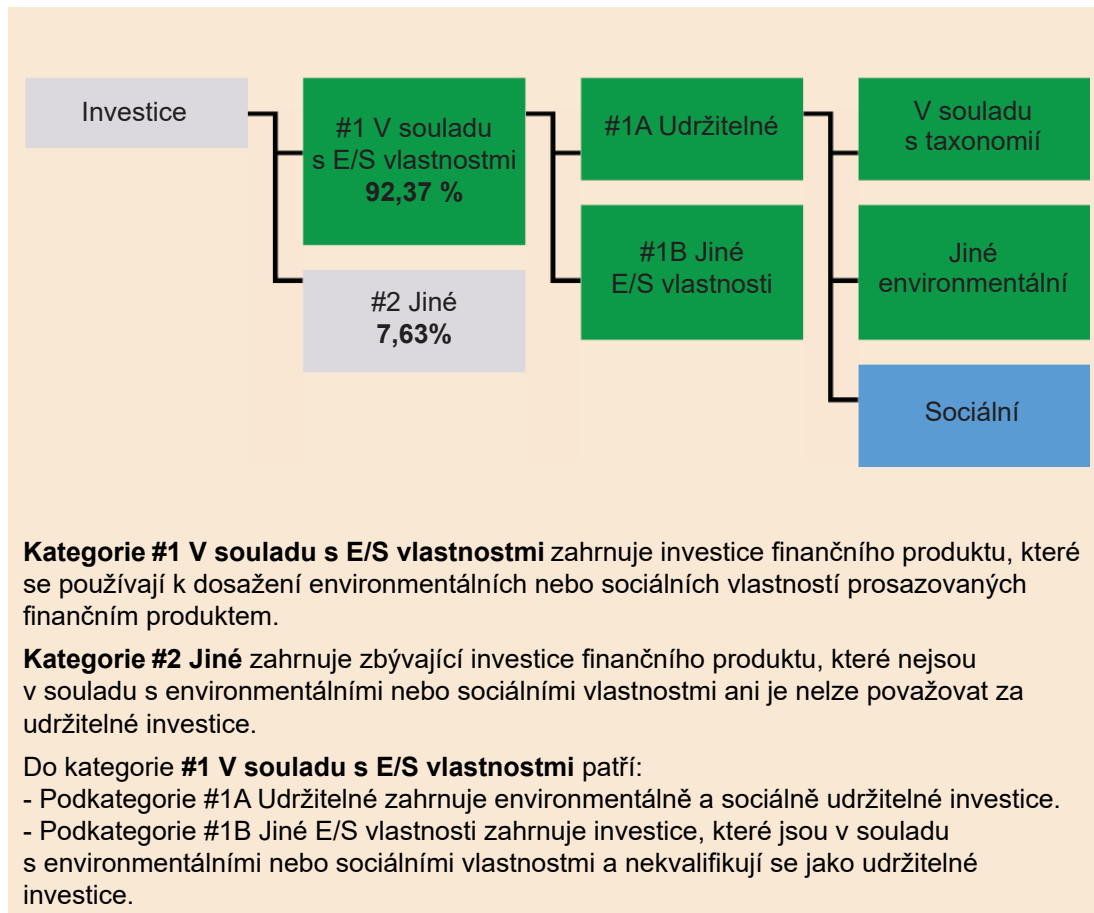 Investice
#1 V souladu
s E/S vlastnostmi
92,37 %
#2 Jiné
7,63%
#1A Udržitelné
#1B Jiné
E/S vlastnosti
V souladu
s taxonomií
Jiné
environmentální
Sociální
Kategorie #1 V souladu s E/S vlastnostmi zahrnuje investice finančního produktu, které
se používají k dosažení environmentálních nebo sociálních vlastností prosazovaných
finančním produktem.
Kategorie #2 Jiné zahrnuje zbývající investice finančního produktu, které nejsou
v souladu s environmentálními nebo sociálními vlastnostmi ani je nelze považovat za
udržitelné investice.
Do kategorie #1 V souladu s E/S vlastnostmi patří:
- Podkategorie #1A Udržitelné zahrnuje environmentálně a sociálně udržitelné investice.
- Podkategorie #1B Jiné E/S vlastnosti zahrnuje investice, které jsou v souladu
s environmentálními nebo sociálními vlastnostmi a nekvalifikují se jako udržitelné
investice.